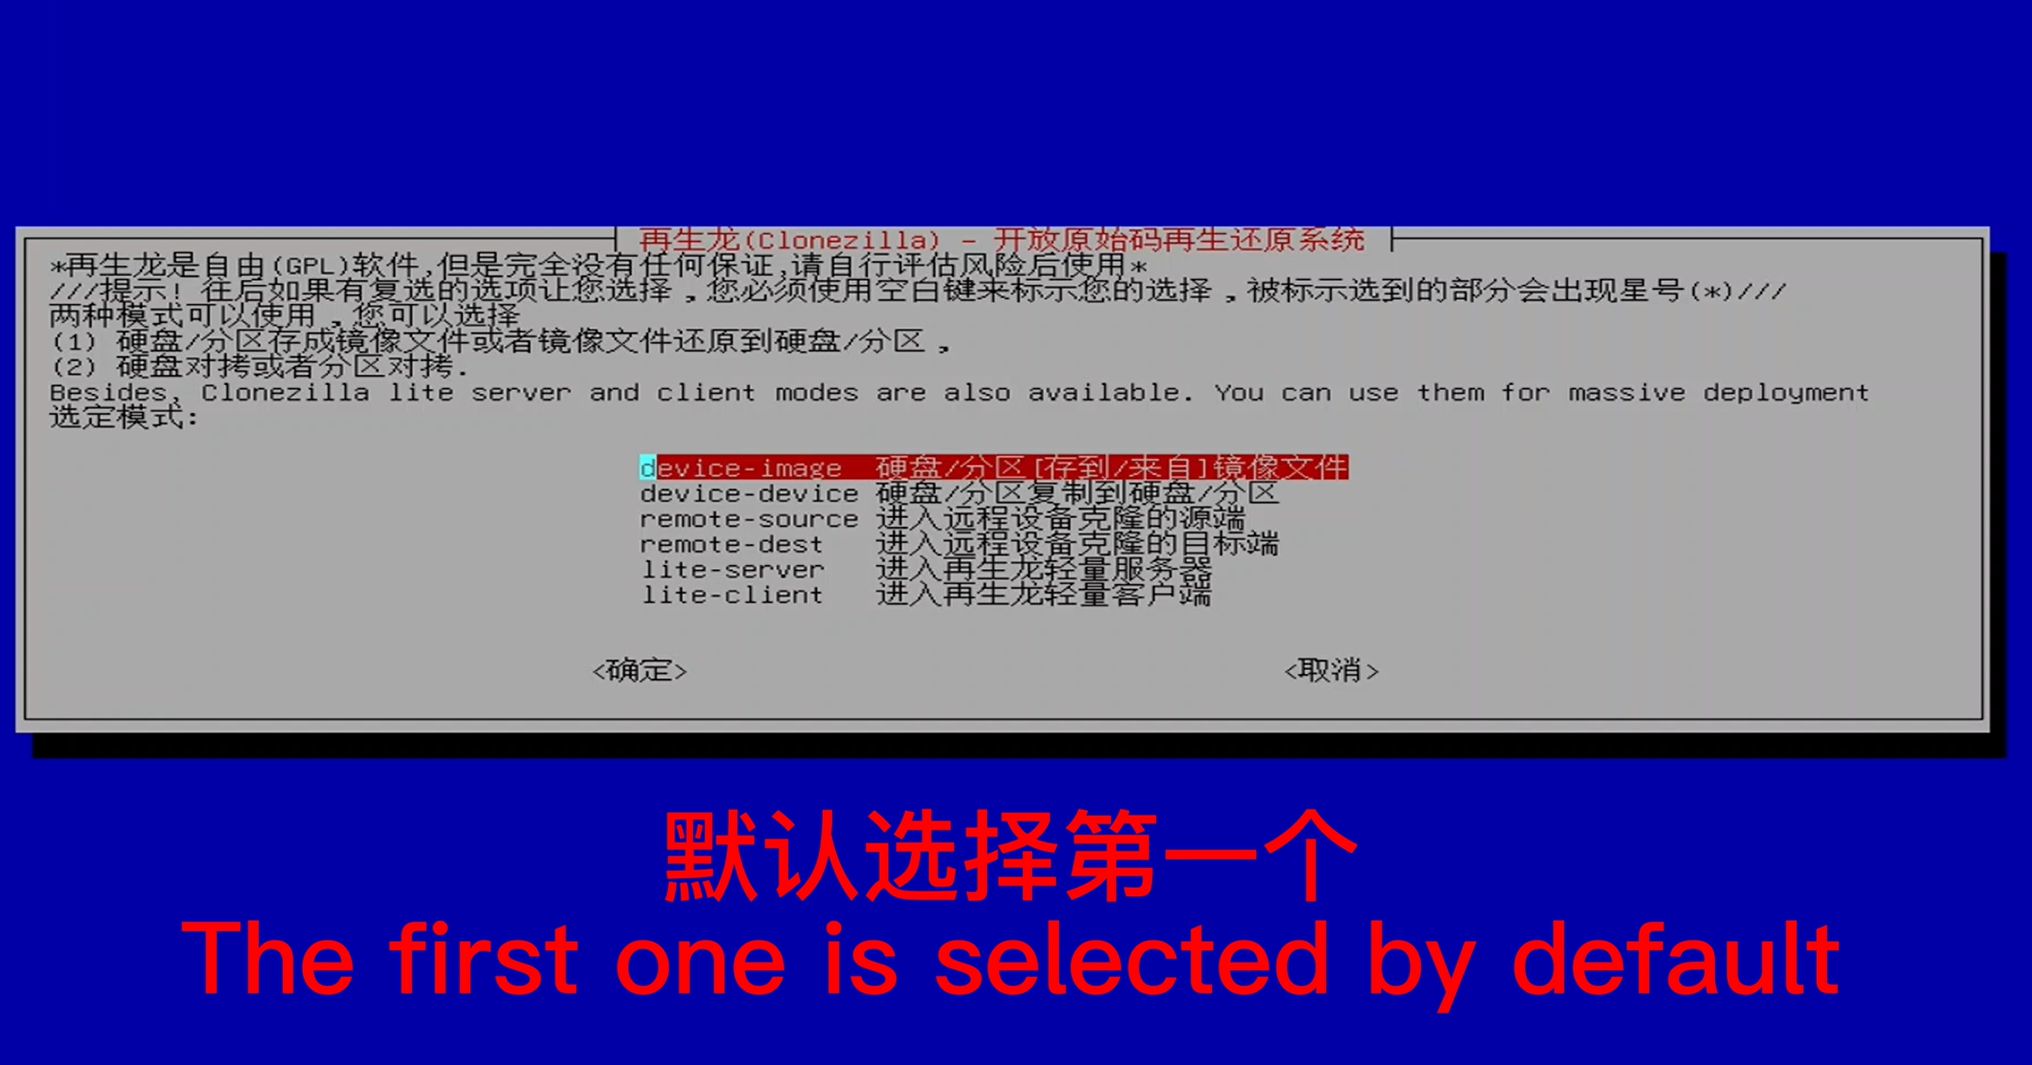 再生龙(Clonezilla) - 开放原始码再生还原系统
*再生龙是自由(GPL)软件,但是完全没有任何保证,请自行评估风险后使用*
///提示! 往后如果有复选的选项让您选择，您必须使用空白键来标示您的选择，被标示选到的部分会出现星号(*)///
两种模式可以使用，您可以选择
(1) 硬盘/分区存成镜像文件或者镜像文件还原到硬盘/分区，
(2) 硬盘对拷或者分区对拷.
Besides, Clonezilla lite server and client modes are also available. You can use them for massive deployment
选定模式:
device-image 硬盘/分区[存到/来自]镜像文件
device-device 硬盘/分区复制到硬盘/分区
remote-source 进入远程设备克隆的源端
remote-dest 进入远程设备克隆的目标端
lite-server 进入再生龙轻量服务器
lite-client 进入再生龙轻量客户端
<确定> <取消>
默认选择第一个
The first one is selected by default